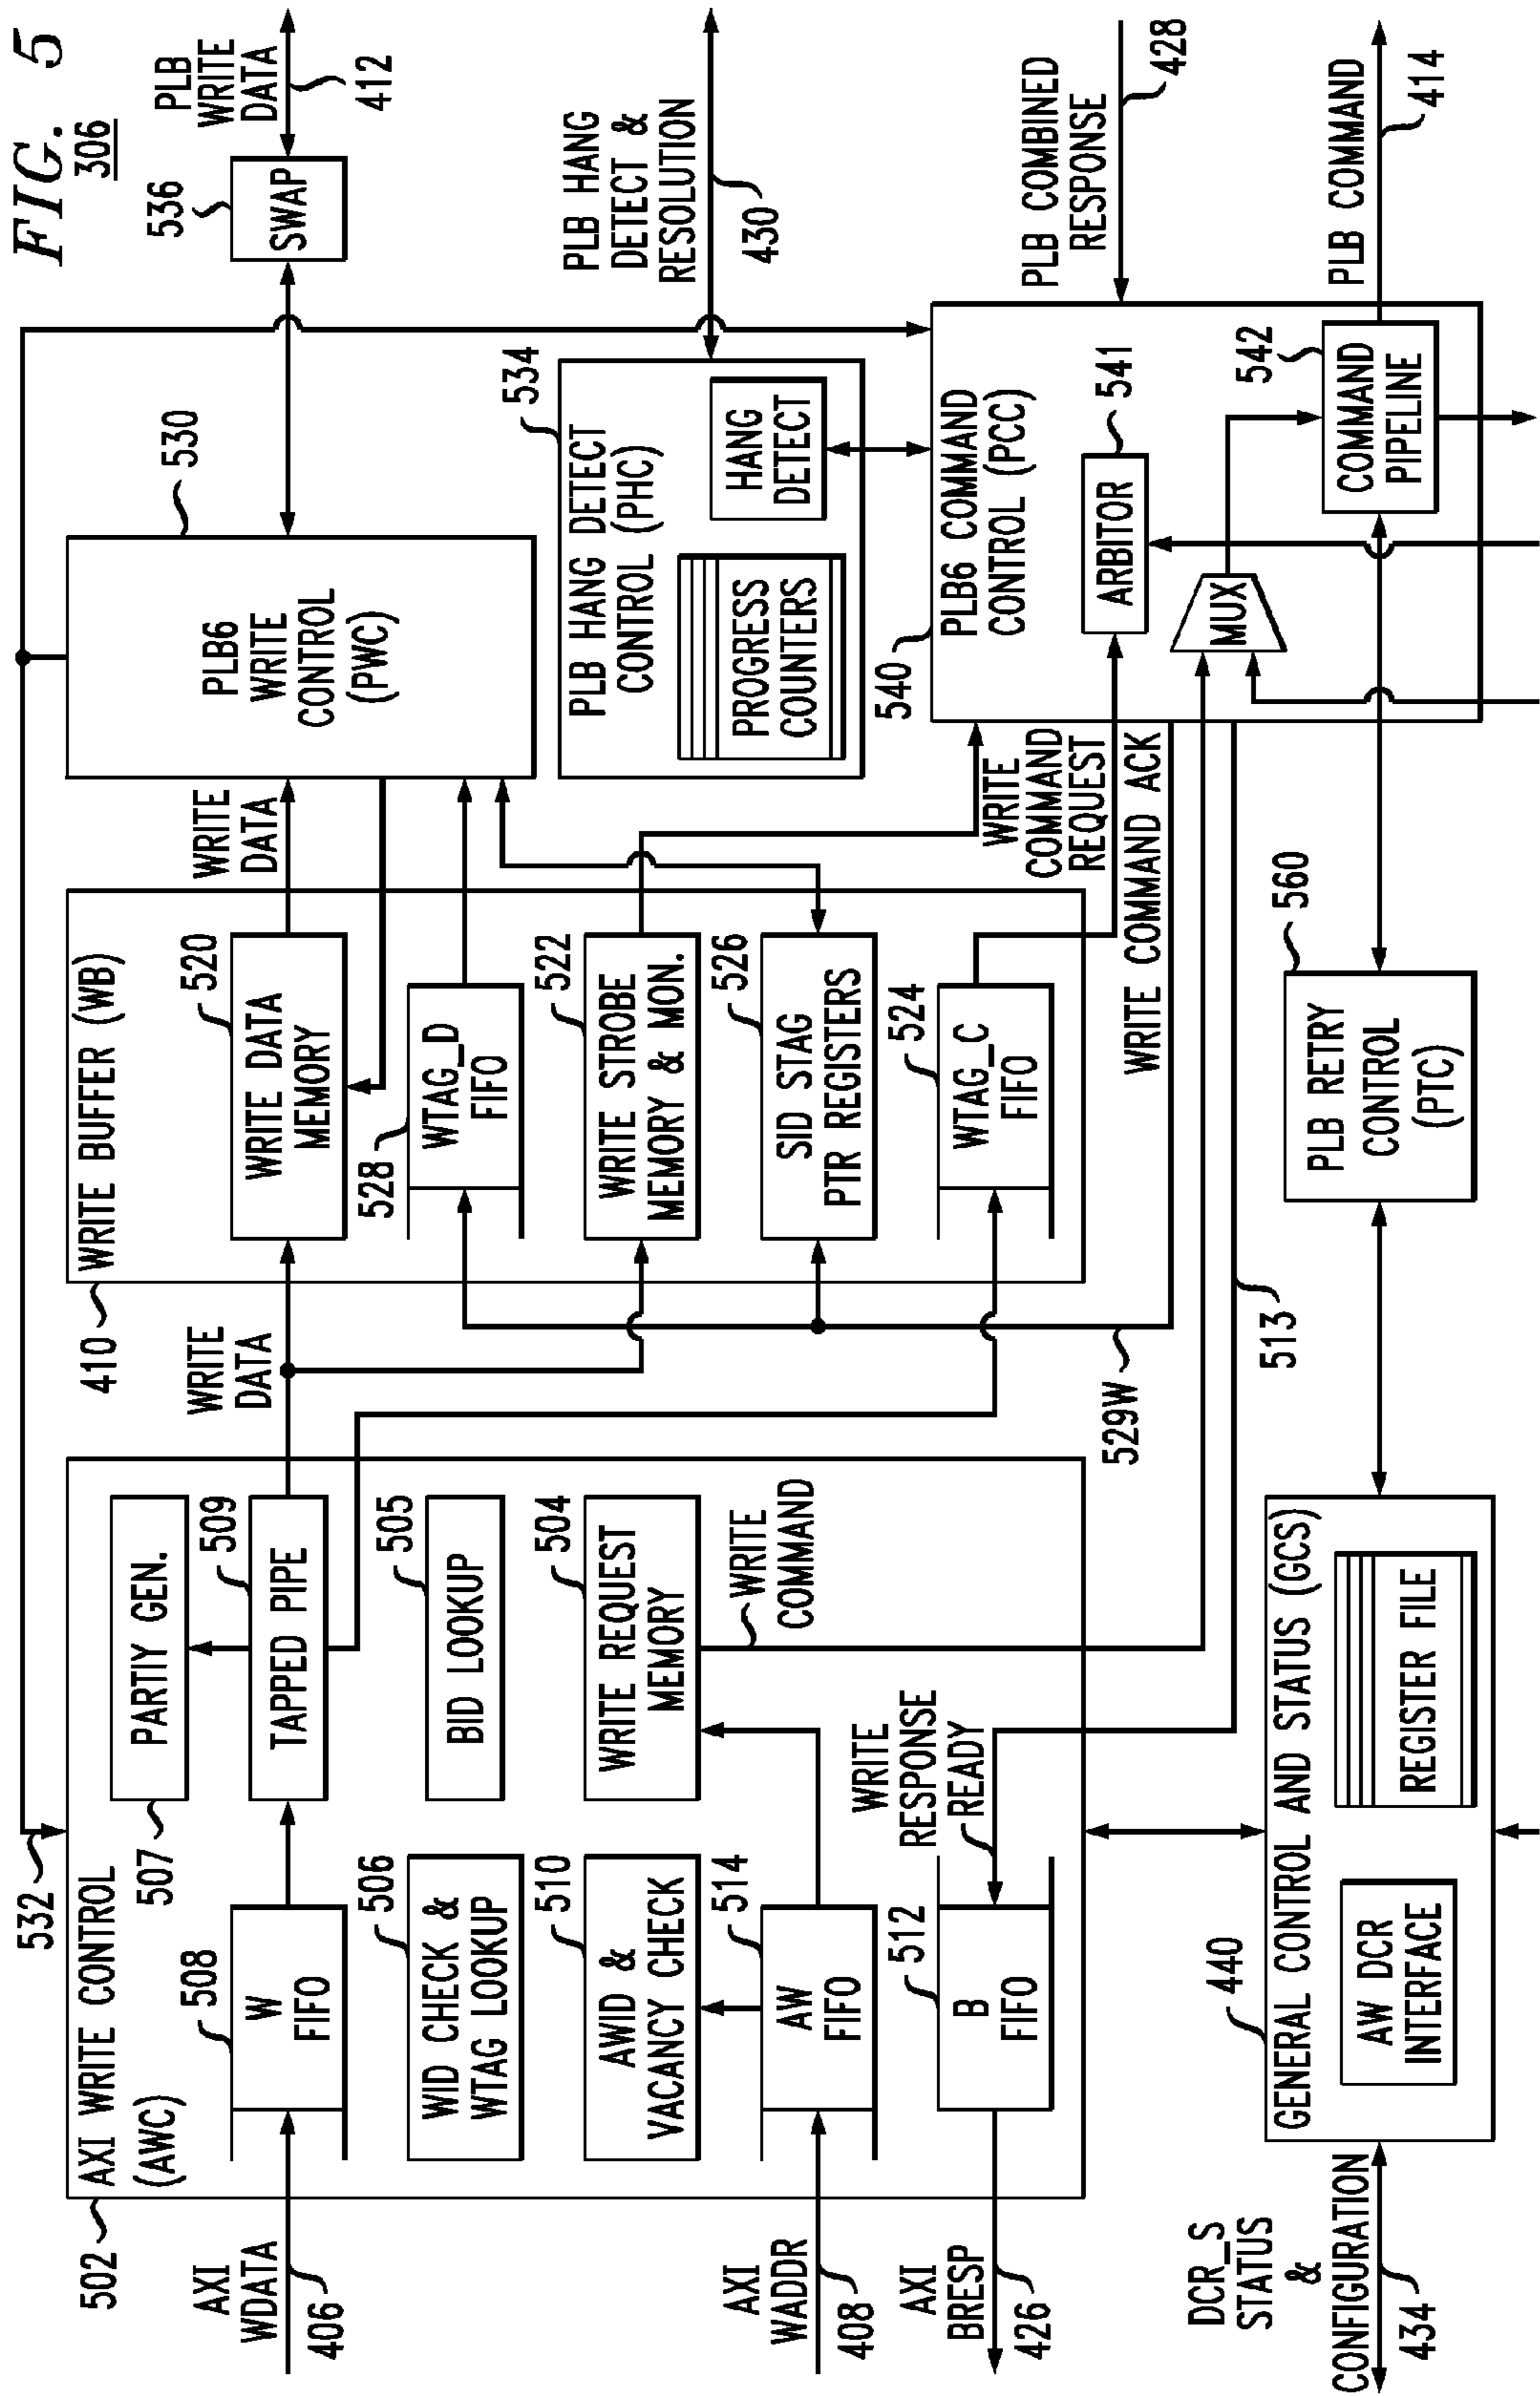 FIG. 5
306
532
502
AXI WRITE CONTROL
(AWC)
AXI
WDATA
406
508
W
FIFO
507
PARTIY GEN.
509
TAPPED PIPE
506
WID CHECK &
WTAG LOOKUP
505
BID LOOKUP
510
AWID &
VACANCY CHECK
504
WRITE REQUEST
MEMORY
WRITE
COMMAND
AXI
WADDR
408
514
AW
FIFO
AXI
BRESP
426
512
B
FIFO
WRITE
RESPONSE
READY
WRITE
DATA
410
WRITE BUFFER (WB)
520
WRITE DATA
MEMORY
528
WTAG_D
FIFO
522
WRITE STROBE
MEMORY & MON.
526
SID STAG
PTR REGISTERS
524
WTAG_C
FIFO
529W
WRITE
DATA
530
PLB6
WRITE
CONTROL
(PWC)
536
SWAP
PLB
WRITE
DATA
412
534
PLB HANG DETECT
CONTROL (PHC)
PROGRESS
COUNTERS
HANG
DETECT
PLB HANG
DETECT &
RESOLUTION
430
540
PLB6 COMMAND
CONTROL (PCC)
WRITE
COMMAND
REQUEST
WRITE COMMAND ACK
541
ARBITOR
MUX
542
COMMAND
PIPELINE
PLB COMBINED
RESPONSE
428
PLB COMMAND
414
513
DCR_S
STATUS
&
CONFIGURATION
434
440
GENERAL CONTROL AND STATUS (GCS)
AW DCR
INTERFACE
REGISTER FILE
560
PLB RETRY
CONTROL
(PTC)